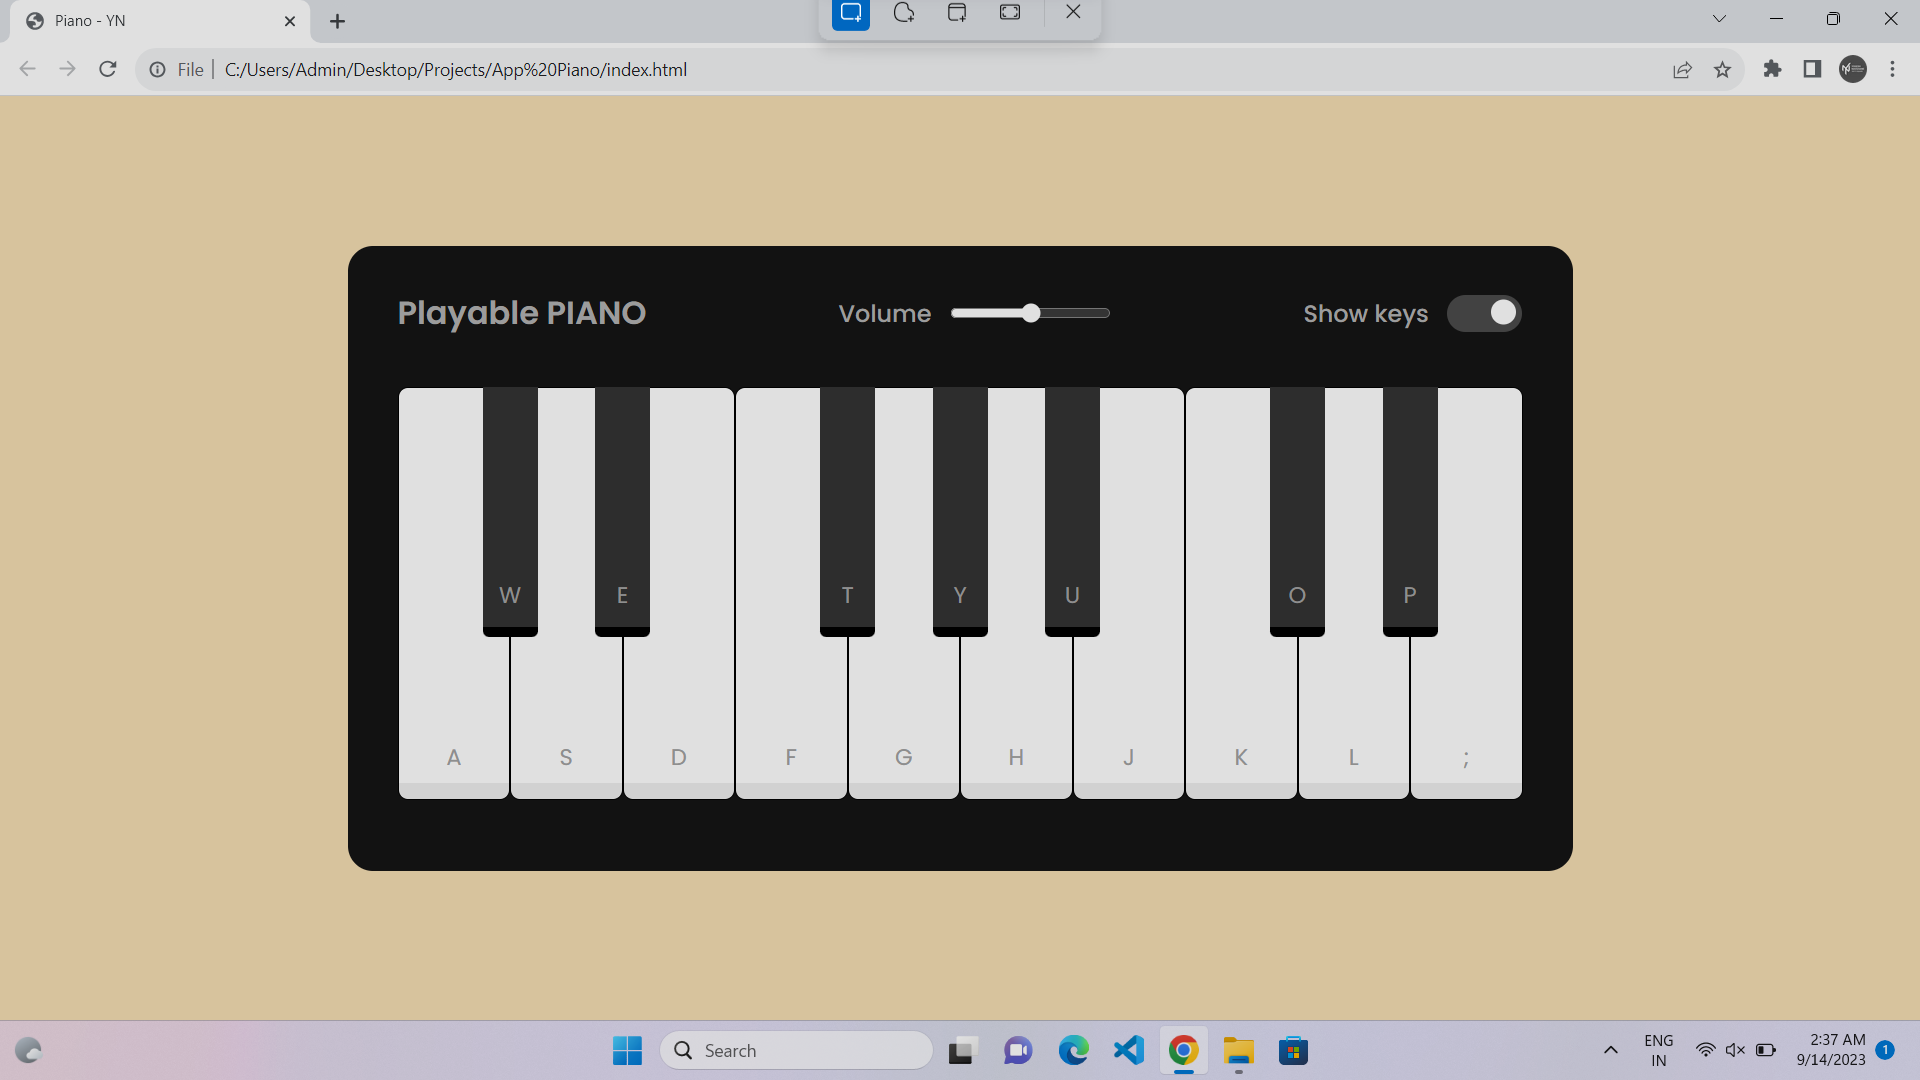 Piano - YN
File
C:/Users/Admin/Desktop/Projects/App%20Piano/index.html
Playable PIANO
Volume
Show keys
W E T Y U O P
A S D F G H J K L ;
Search
ENG
IN
2:37 AM
9/14/2023
1